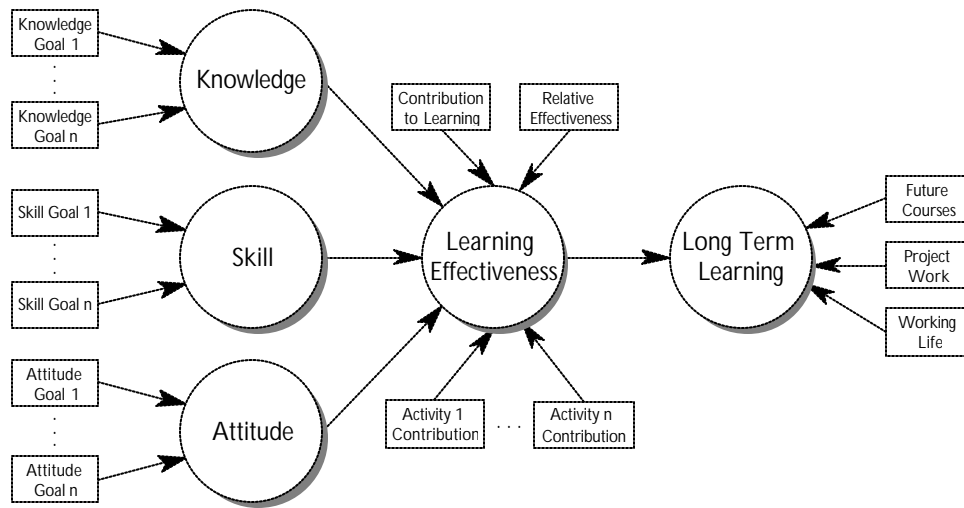 Knowledge
Goal 1
Knowledge
Goal n
Knowledge
Skill Goal 1
Skill Goal n
Skill
Attitude
Goal 1
Attitude
Goal n
Attitude
Contribution
to Learning
Relative
Effectiveness
Learning
Effectiveness
Activity 1
Contribution
. . .
Activity n
Contribution
Long Term
Learning
Future
Courses
Project
Work
Working
Life